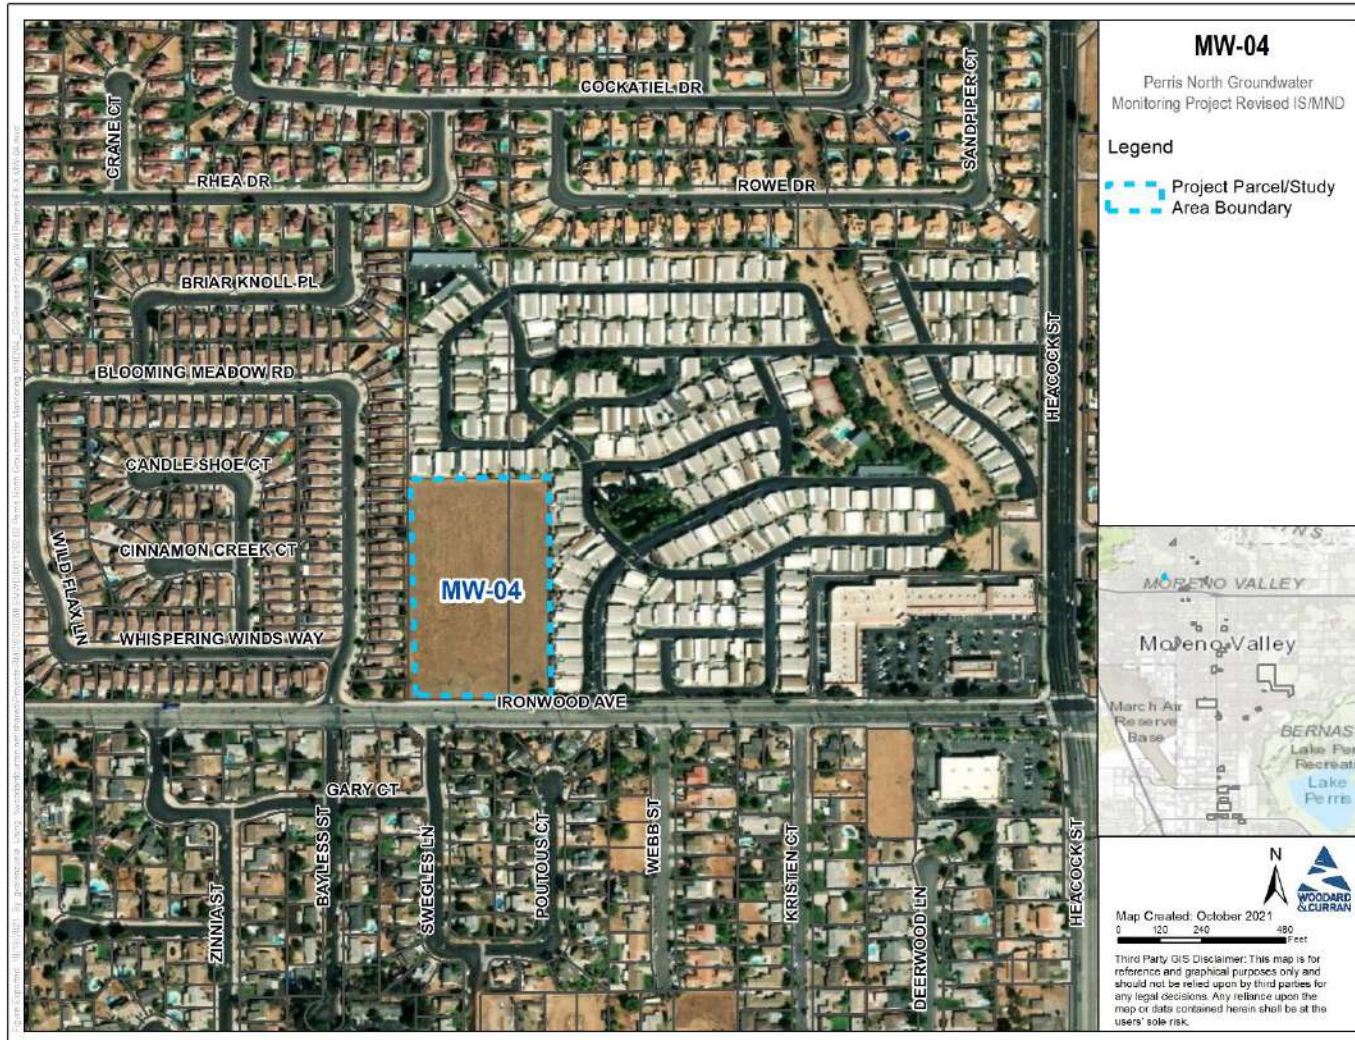 MW-04
Perris North Groundwater
Monitoring Project Revised IS/MND
Legend
Project Parcel/Study
Area Boundary
COCKATIEL DR
CRANE CT
SANDPIPER CT
RHEA DR
ROWE DR
BRIAR KNOLL PL
HEACOCK ST
BLOOMING MEADOW RD
CANDLE SHOE CT
CINNAMON CREEK CT
WILD FLAX LN
MW-04
WHISPERING WINDS WAY
IRONWOOD AVE
GARY CT
ZINNIA ST
BAYLESS ST
SWEGLES LN
POUTOUS CT
WEBB ST
KRISTEN CT
DEERWOOD LN
HEACOCK ST
MORENO VALLEY
Moreno Valley
March Air
Reserve
Base
BERNAS
Lake Per
Recreati
Lake
Perris
N
WOODARD
&CURRAN
Map Created: October 2021
0 120 240 480
Feet
Third Party GIS Disclaimer: This map is for
reference and graphical purposes only and
should not be relied upon by third parties for
any legal decisions. Any reliance upon the
map or data contained herein shall be at the
users' sole risk.